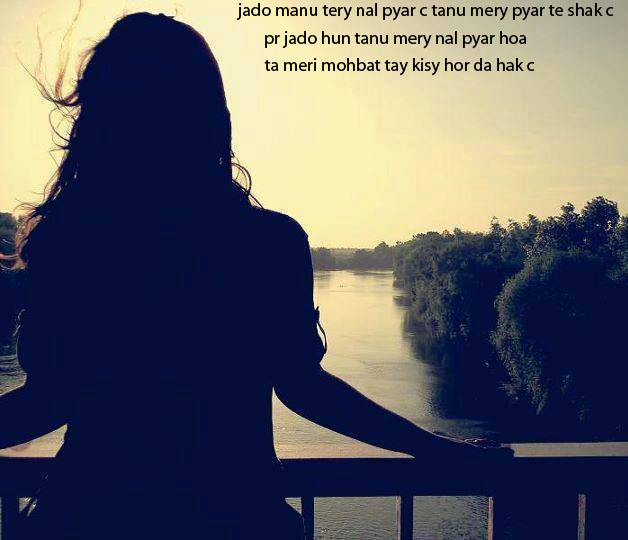 jado manu tery nal pyar c tanu mery pyar te shak c
pr jado hun tanu mery nal pyar hoa
ta meri mohbat tay kisy hor da hak c